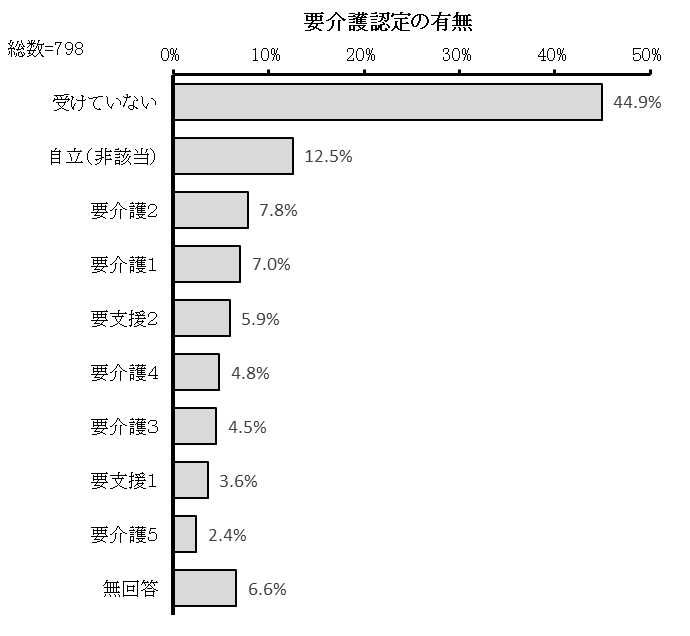 要介護認定の有無
総数=798
0% 10% 20% 30% 40% 50%
受けていない 44.9%
自立(非該当) 12.5%
要介護2 7.8%
要介護1 7.0%
要支援2 5.9%
要介護4 4.8%
要介護3 4.5%
要支援1 3.6%
要介護5 2.4%
無回答 6.6%